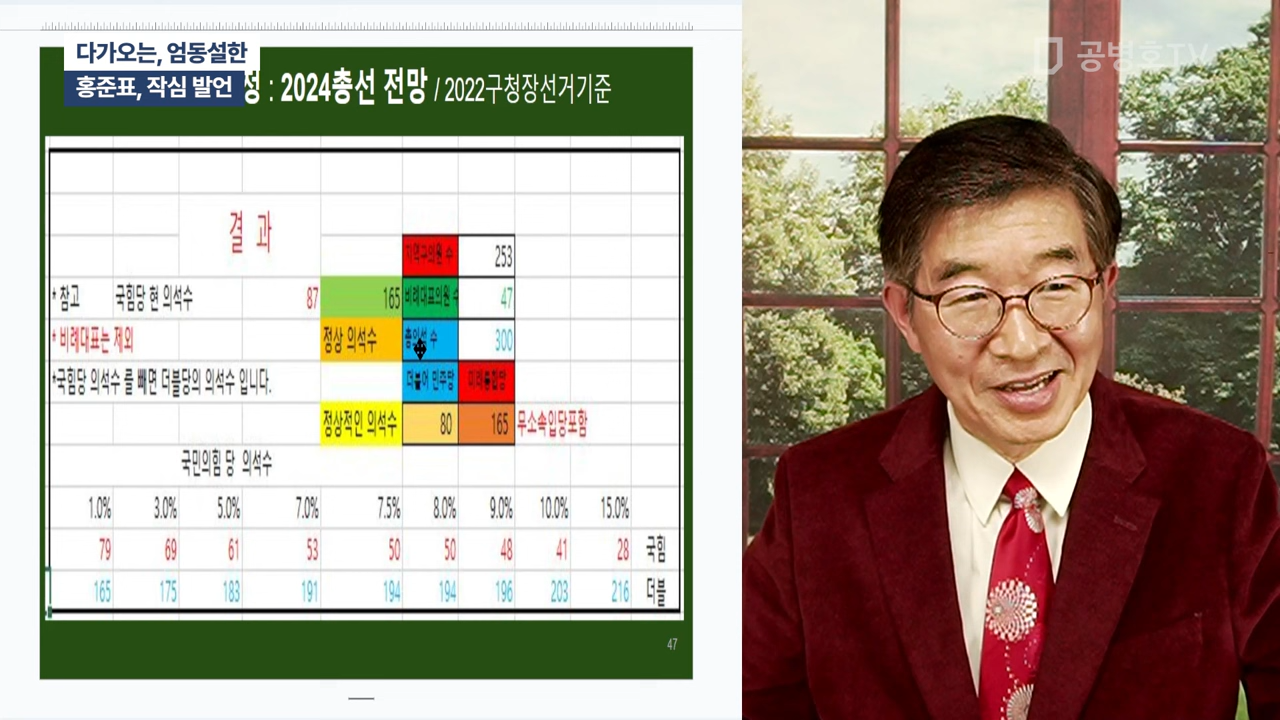 다가오는, 엄동설한
홍준표, 작심 발언
정 : 2024총선 전망 / 2022구청장선거기준
공병호TV
결 과
지역구의원 수 253
* 참고 국힘당 현 의석수 87 165 비례대표의원 수 47
* 비례대표는 제외 정상 의석수 총의석 수 300
*국힘당 의석수 를 빼면 더블당의 의석수 입니다. 더불어 민주당 미래통합당
정상적인 의석수 80 165 무소속입당포함
국민의힘 당 의석수
1.0% 3.0% 5.0% 7.0% 7.5% 8.0% 9.0% 10.0% 15.0%
79 69 61 53 50 50 48 41 28 국힘
165 175 183 191 194 194 196 203 216 더블
47